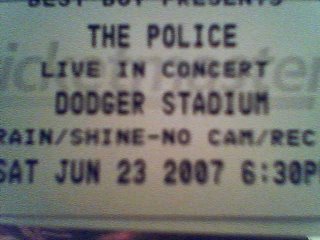 BEST BUY PRESENTS
THE POLICE
LIVE IN CONCERT
DODGER STADIUM
RAIN/SHINE-NO CAM/REC
SAT JUN 23 2007 6:30P